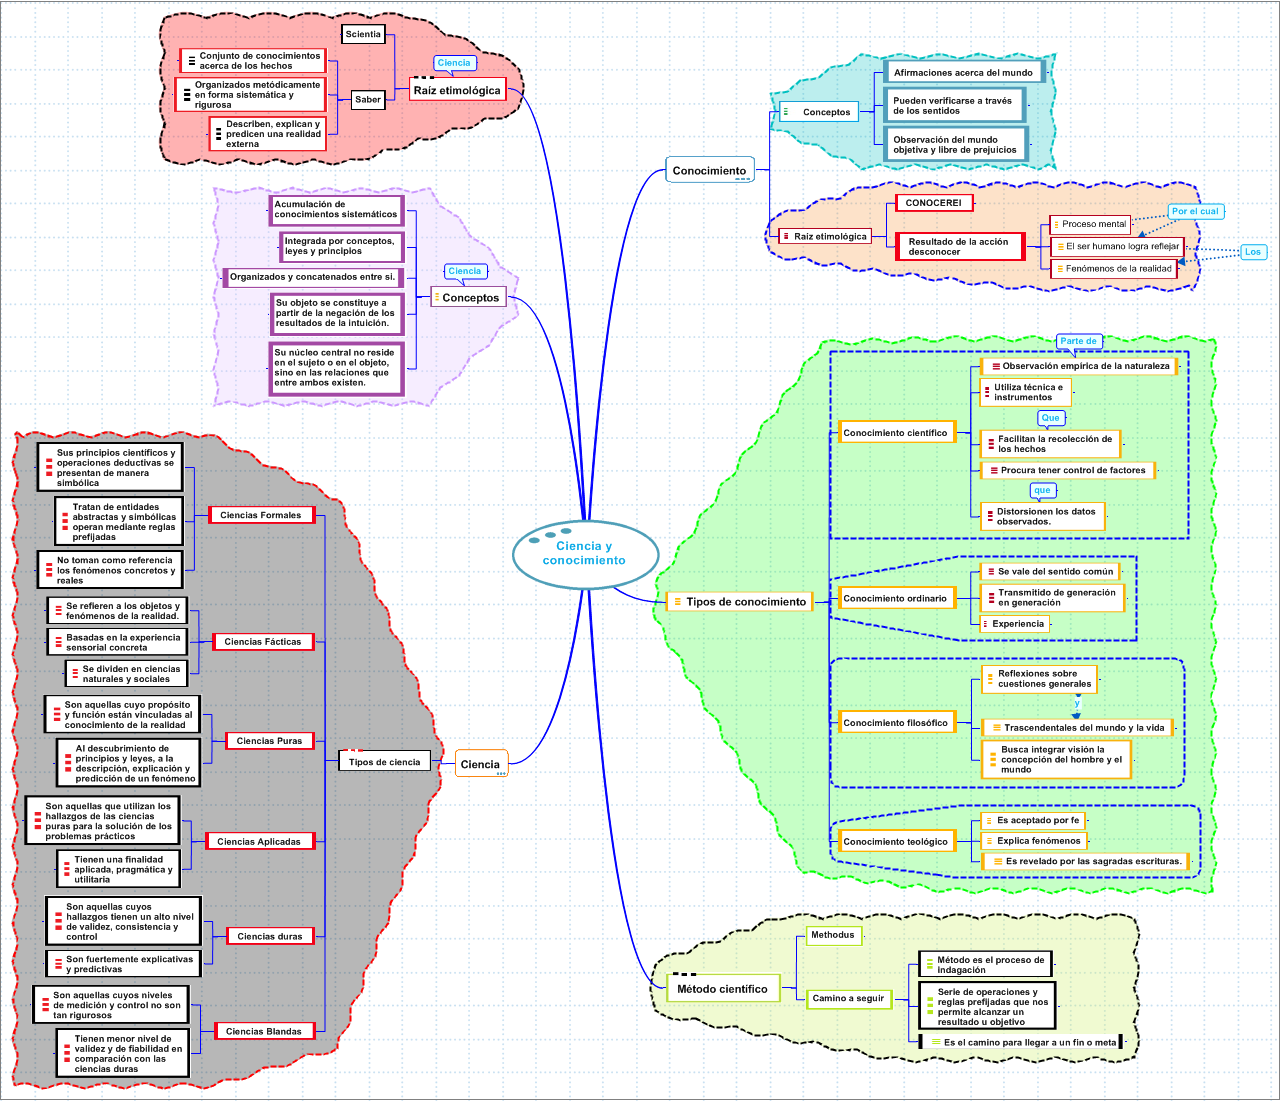 Scientia
Conjunto de conocimientos
acerca de los hechos
Organizados metódicamente
en forma sistemática y
rigurosa
Saber
Describen, explican y
predicen una realidad
externa
Ciencia
Raíz etimológica
Acumulación de
conocimientos sistemáticos
Integrada por conceptos,
leyes y principios
Organizados y concatenados entre si.
Su objeto se constituye a
partir de la negación de los
resultados de la intuición.
Su núcleo central no reside
en el sujeto o en el objeto,
sino en las relaciones que
entre ambos existen.
Ciencia
Conceptos
Conocimiento
Conceptos
Afirmaciones acerca del mundo
Pueden verificarse a través
de los sentidos
Observación del mundo
objetiva y libre de prejuicios
Raíz etimológica
CONOCEREI
Resultado de la acción
desconocer
Proceso mental
Por el cual
El ser humano logra reflejar
Los
Fenómenos de la realidad
Ciencia y
conocimiento
Tipos de conocimiento
Conocimiento científico
Parte de
Observación empírica de la naturaleza
Utiliza técnica e
instrumentos
Que
Facilitan la recolección de
los hechos
Procura tener control de factores
que
Distorsionen los datos
observados.
Conocimiento ordinario
Se vale del sentido común
Transmitido de generación
en generación
Experiencia
Conocimiento filosófico
Reflexiones sobre
cuestiones generales
y
Trascendentales del mundo y la vida
Busca integrar visión la
concepción del hombre y el
mundo
Conocimiento teológico
Es aceptado por fe
Explica fenómenos
Es revelado por las sagradas escrituras.
Sus principios científicos y
operaciones deductivas se
presentan de manera
simbólica
Tratan de entidades
abstractas y simbólicas
operan mediante reglas
prefijadas
No toman como referencia
los fenómenos concretos y
reales
Ciencias Formales
Se refieren a los objetos y
fenómenos de la realidad.
Basadas en la experiencia
sensorial concreta
Se dividen en ciencias
naturales y sociales
Ciencias Fácticas
Son aquellas cuyo propósito
y función están vinculadas al
conocimiento de la realidad
Al descubrimiento de
principios y leyes, a la
descripción, explicación y
predicción de un fenómeno
Ciencias Puras
Tipos de ciencia
Ciencia
Son aquellas que utilizan los
hallazgos de las ciencias
puras para la solución de los
problemas prácticos
Tienen una finalidad
aplicada, pragmática y
utilitaria
Ciencias Aplicadas
Son aquellas cuyos
hallazgos tienen un alto nivel
de validez, consistencia y
control
Son fuertemente explicativas
y predictivas
Ciencias duras
Son aquellas cuyos niveles
de medición y control no son
tan rigurosos
Tienen menor nivel de
validez y de fiabilidad en
comparación con las
ciencias duras
Ciencias Blandas
Método científico
Methodus
Camino a seguir
Método es el proceso de
indagación
Serie de operaciones y
reglas prefijadas que nos
permite alcanzar un
resultado u objetivo
Es el camino para llegar a un fin o meta